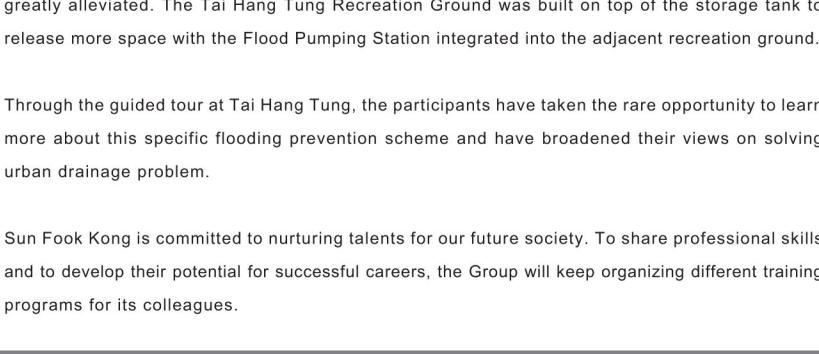 greatly alleviated. The Tai Hang Tung Recreation Ground was built on top of the storage tank to
release more space with the Flood Pumping Station integrated into the adjacent recreation ground.
Through the guided tour at Tai Hang Tung, the participants have taken the rare opportunity to learn
more about this specific flooding prevention scheme and have broadened their views on solving
urban drainage problem.
Sun Fook Kong is committed to nurturing talents for our future society. To share professional skills
and to develop their potential for successful careers, the Group will keep organizing different training
programs for its colleagues.